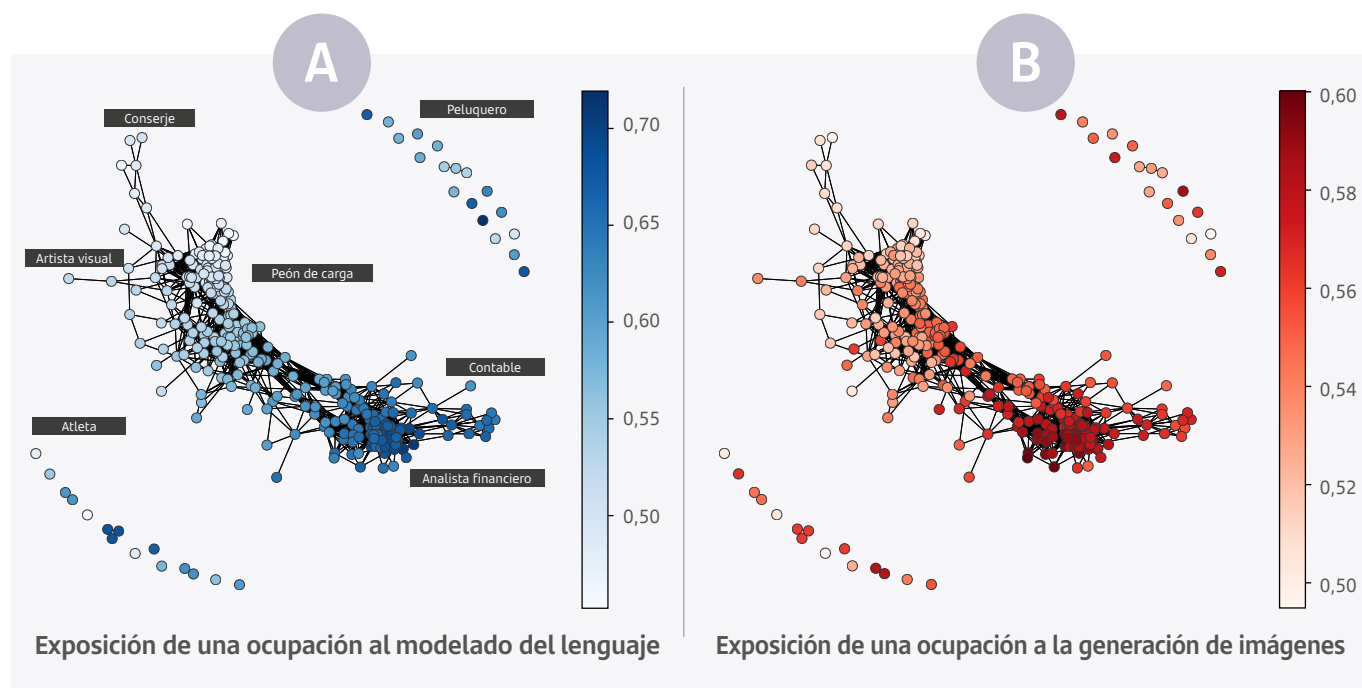 A
Conserje
Peluquero
Artista visual
Peón de carga
Contable
Atleta
Analista financiero
0,70
0,65
0,60
0,55
0,50
Exposición de una ocupación al modelado del lenguaje
B
0,60
0,58
0,56
0,54
0,52
0,50
Exposición de una ocupación a la generación de imágenes